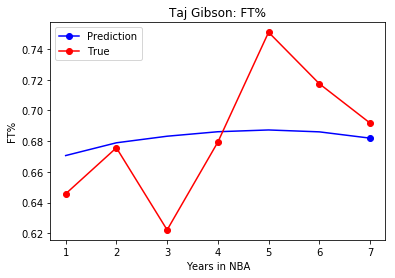 Taj Gibson: FT%
Prediction
True
0.74
0.72
0.70
0.68
0.66
0.64
0.62
FT%
1 2 3 4 5 6 7
Years in NBA